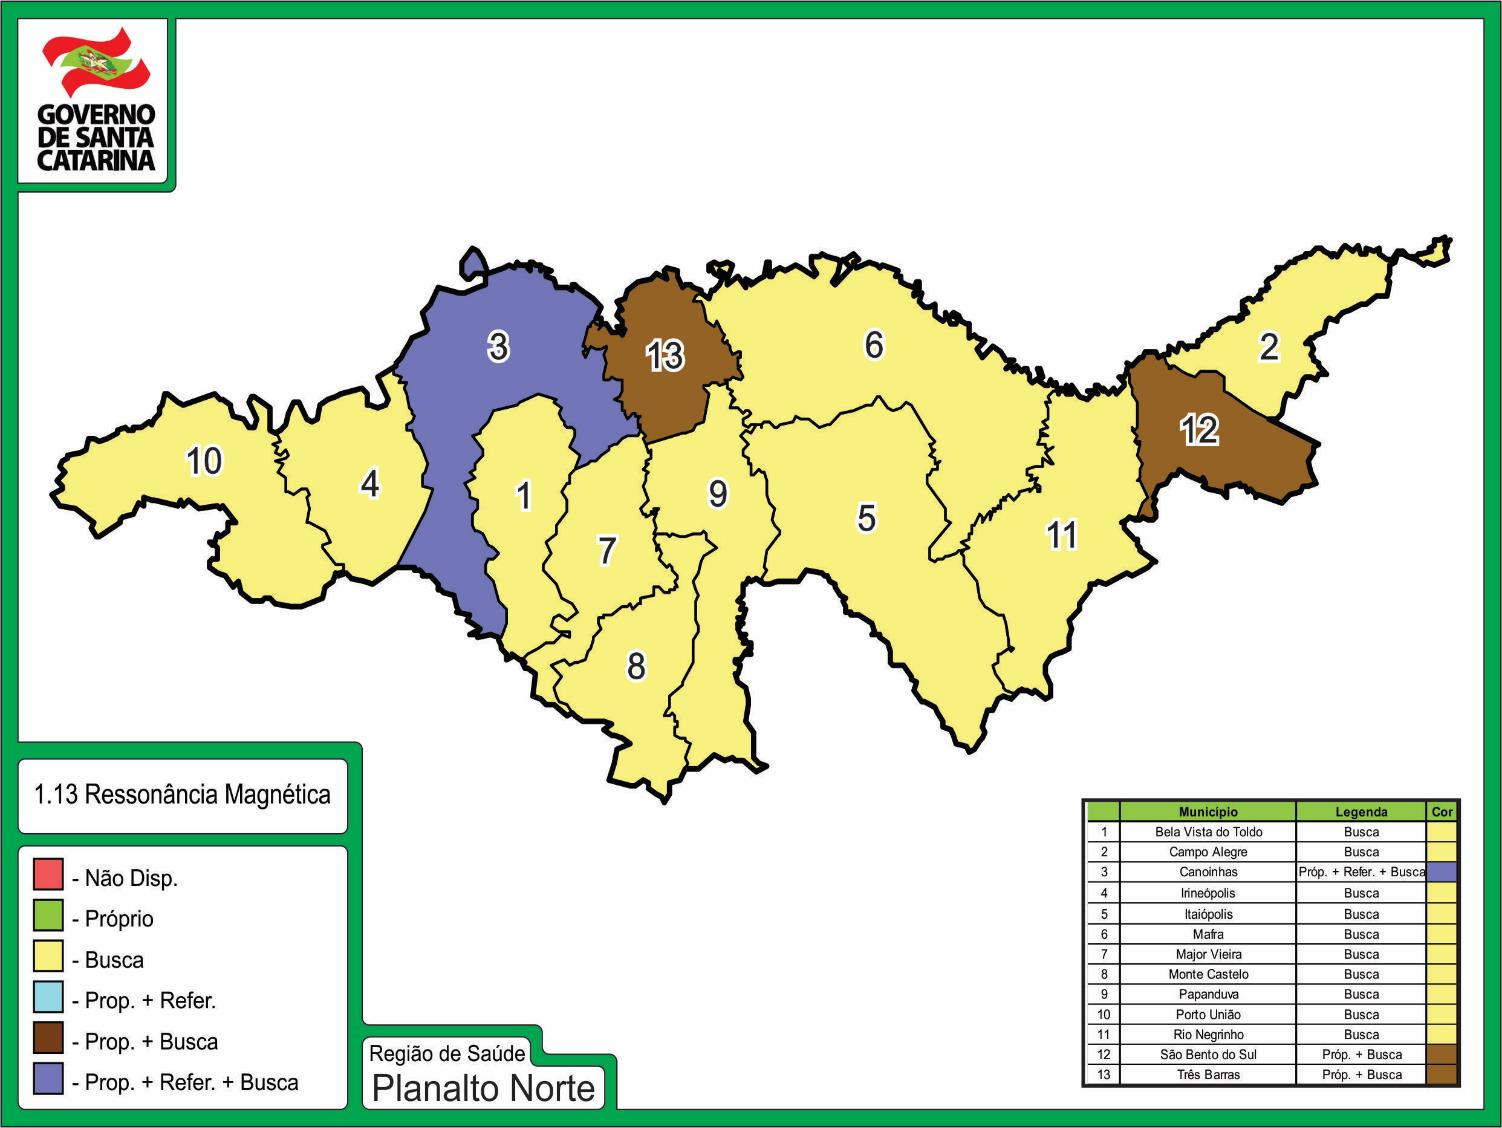 GOVERNO
DE SANTA
CATARINA
3
13
6
2
12
10
4
1
9
5
7
11
8
1.13 Ressonância Magnética
- Não Disp.
- Próprio
- Busca
- Prop. + Refer.
- Prop. + Busca
- Prop. + Refer. + Busca
Região de Saúde
Planalto Norte
Município Legenda Cor
1 Bela Vista do Toldo Busca
2 Campo Alegre Busca
3 Canoinhas Próp. + Refer. + Busca
4 Irineópolis Busca
5 Itaiópolis Busca
6 Mafra Busca
7 Major Vieira Busca
8 Monte Castelo Busca
9 Papanduva Busca
10 Porto União Busca
11 Rio Negrinho Busca
12 São Bento do Sul Próp. + Busca
13 Três Barras Próp. + Busca